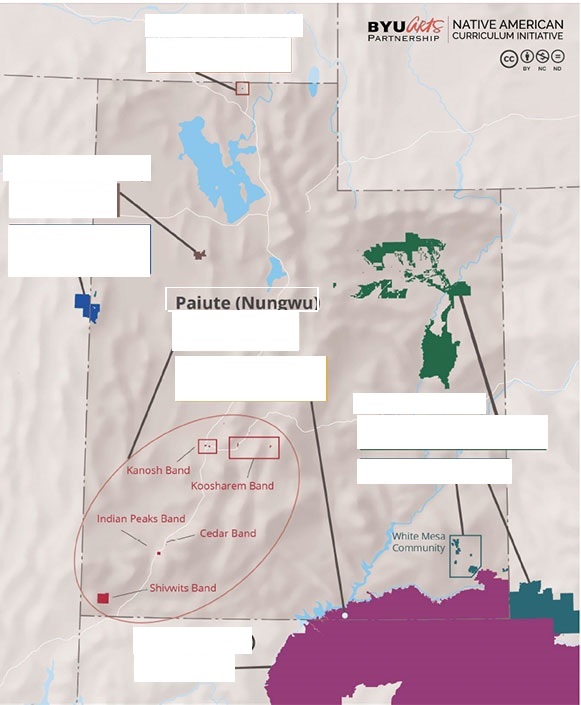 BYU Arts
PARTNERSHIP
NATIVE AMERICAN
CURRICULUM INITIATIVE
cc
BY NC ND
Paiute (Nungwu)
Kanosh Band
Koosharem Band
Indian Peaks Band
Cedar Band
Shivwits Band
White Mesa
Community
)